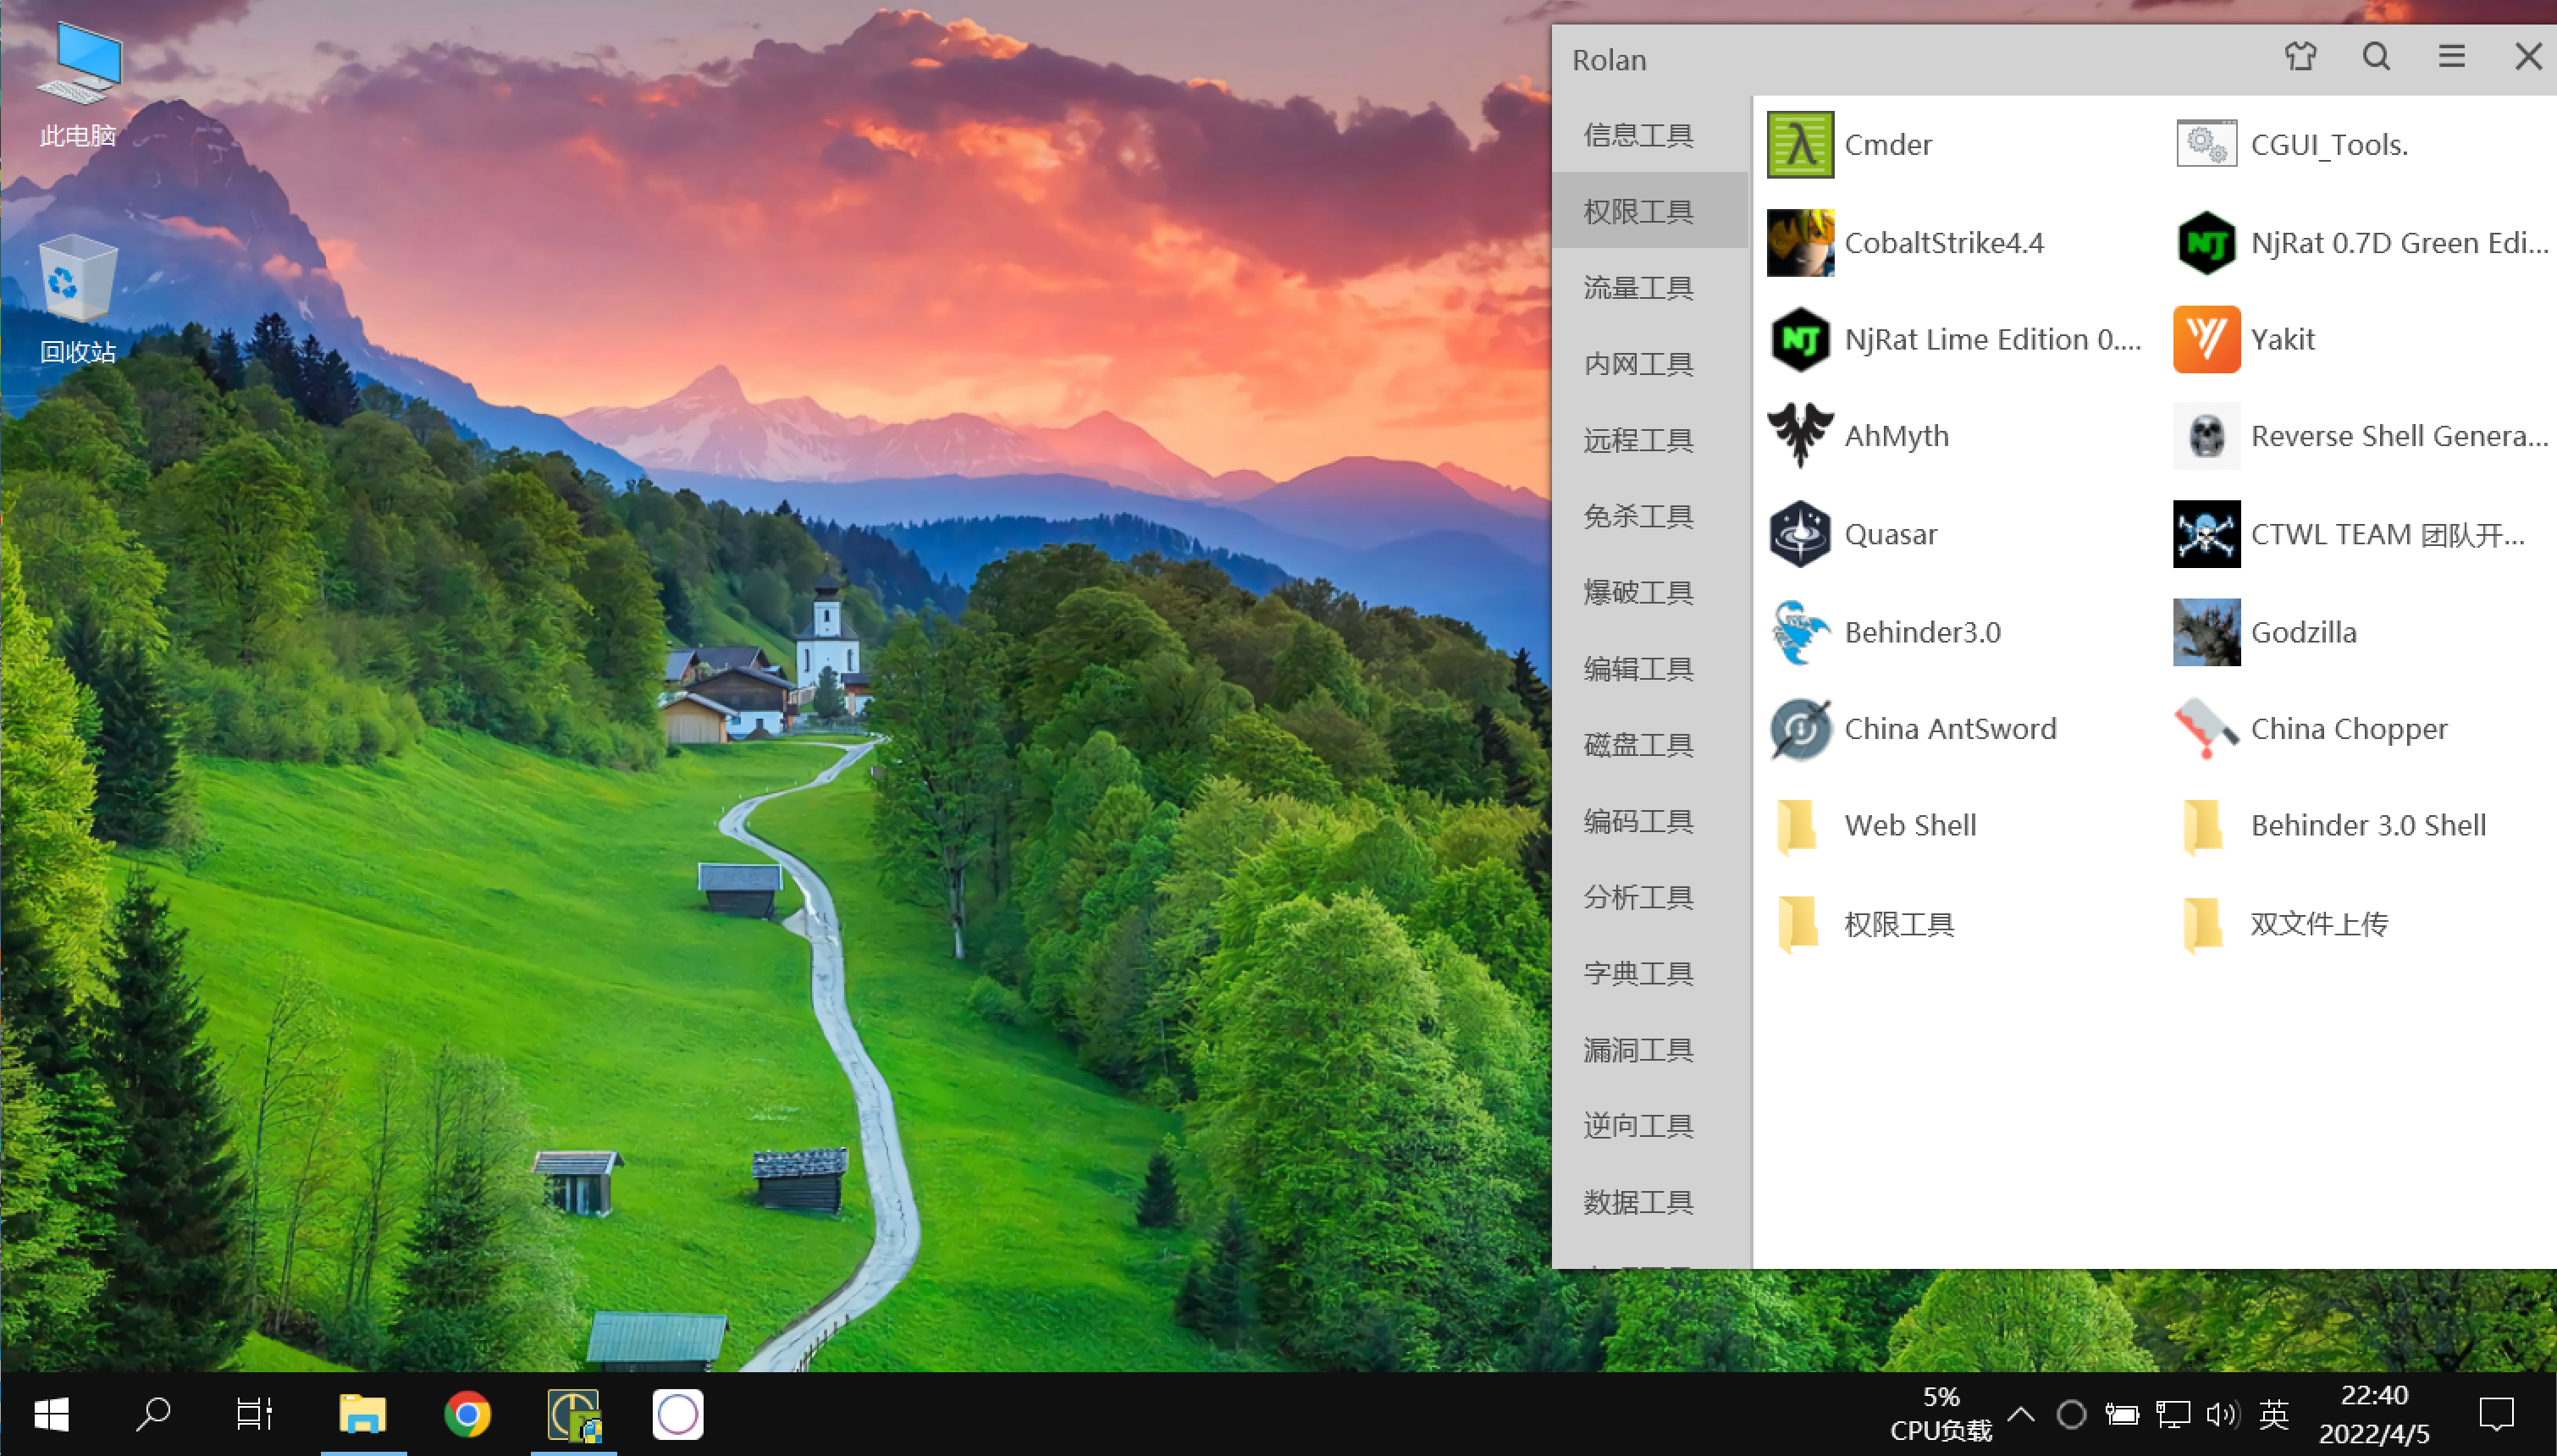 此电脑
回收站
Rolan
信息工具
权限工具
流量工具
内网工具
远程工具
免杀工具
爆破工具
编辑工具
磁盘工具
编码工具
分析工具
字典工具
漏洞工具
逆向工具
数据工具
Cmder
CGUI_Tools.
CobaltStrike4.4
NjRat 0.7D Green Edi...
NjRat Lime Edition 0....
Yakit
AhMyth
Reverse Shell Genera...
Quasar
CTWL TEAM 团队开...
Behinder3.0
Godzilla
China AntSword
China Chopper
Web Shell
Behinder 3.0 Shell
权限工具
双文件上传
5%
CPU负载
英
22:40
2022/4/5